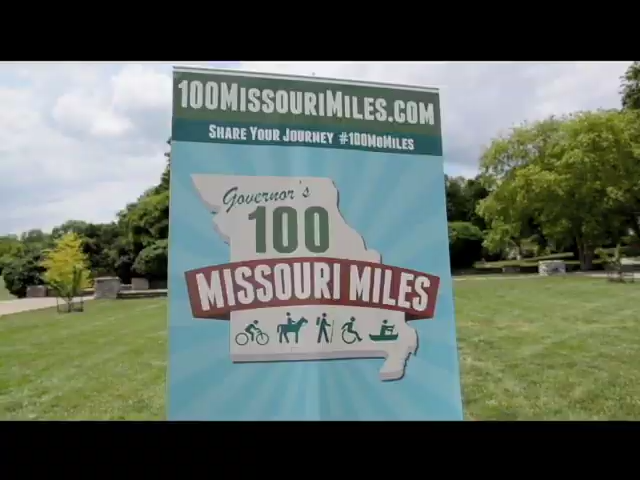 100MISSOURIMILES.COM
SHARE YOUR JOURNEY #100MOMILES
Governor's
100
MISSOURI MILES